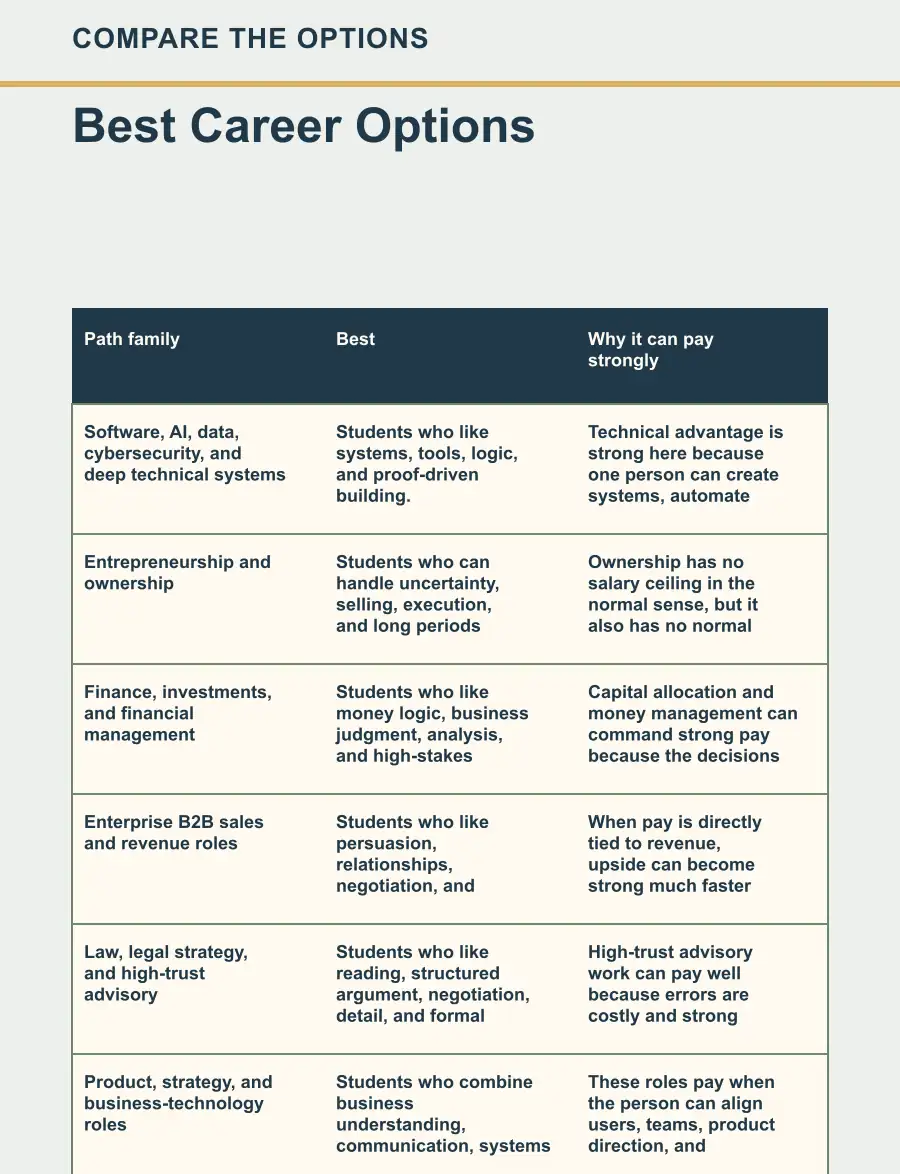 COMPARE THE OPTIONS
Best Career Options
Path family
Best
Why it can pay
strongly
Software, AI, data,
cybersecurity, and
deep technical systems
Students who like
systems, tools, logic,
and proof-driven
building.
Technical advantage is
strong here because
one person can create
systems, automate
Entrepreneurship and
ownership
Students who can
handle uncertainty,
selling, execution,
and long periods
Ownership has no
salary ceiling in the
normal sense, but it
also has no normal
Finance, investments,
and financial
management
Students who like
money logic, business
judgment, analysis,
and high-stakes
Capital allocation and
money management can
command strong pay
because the decisions
Enterprise B2B sales
and revenue roles
Students who like
persuasion,
relationships,
negotiation, and
When pay is directly
tied to revenue,
upside can become
strong much faster
Law, legal strategy,
and high-trust
advisory
Students who like
reading, structured
argument, negotiation,
detail, and formal
High-trust advisory
work can pay well
because errors are
costly and strong
Product, strategy, and
business-technology
roles
Students who combine
business
understanding,
communication, systems
These roles pay when
the person can align
users, teams, product
direction, and